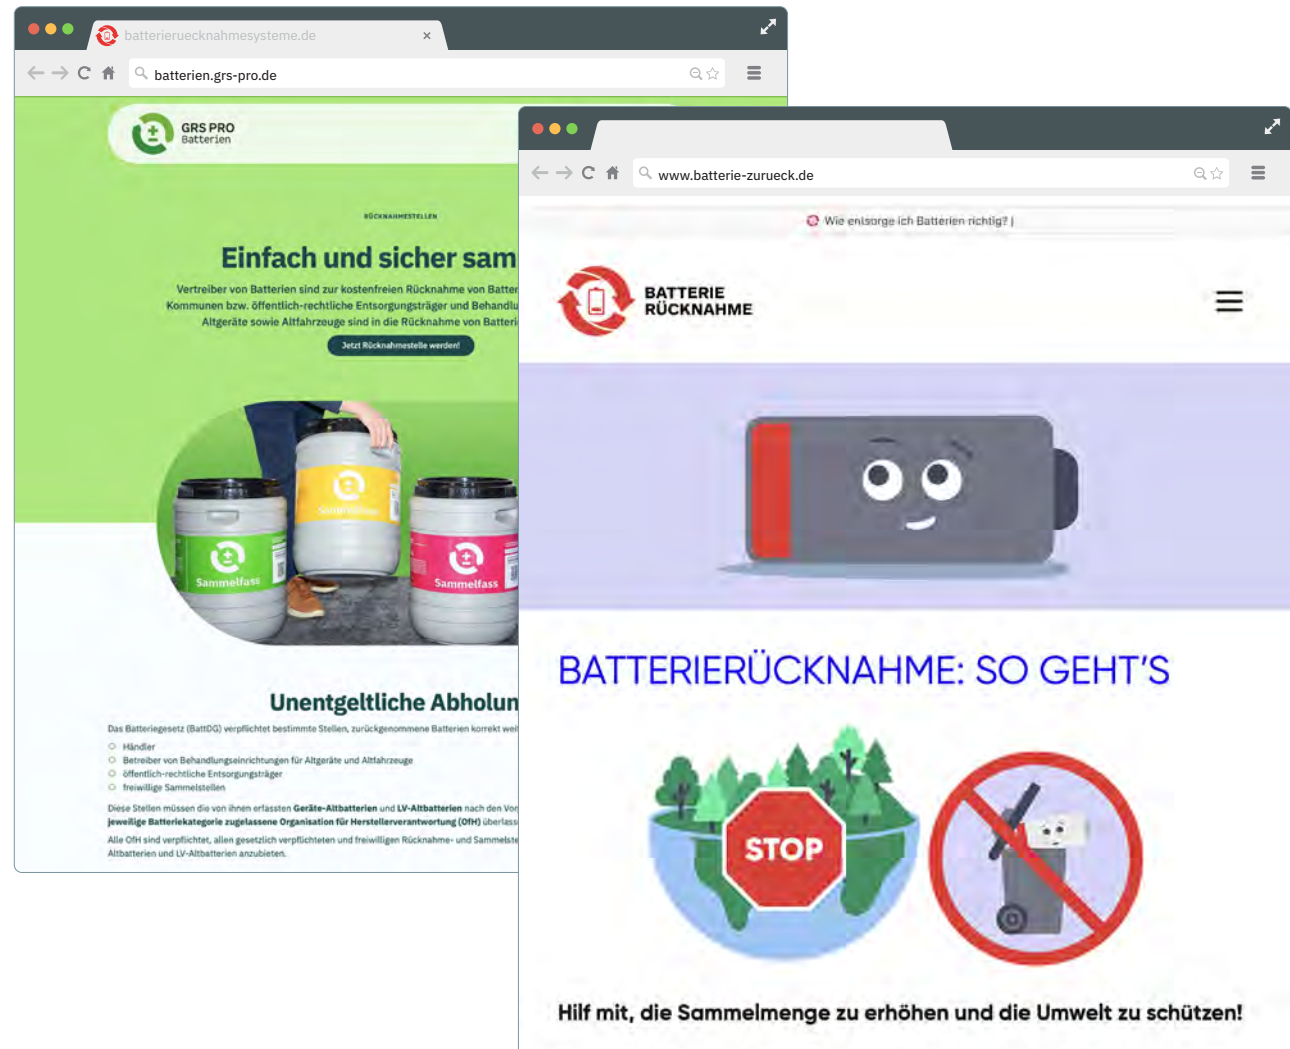 batterieruecknahmesysteme.de
batterien.grs-pro.de
GRS PRO
Batterien
RÜCKNAHMESTELLEN
Einfach und sicher sam
Vertreiber von Batterien sind zur kostenfreien Rücknahme von Batter
Kommunen bzw. öffentlich-rechtliche Entsorgungsträger und Behandlu
Altgeräte sowie Altfahrzeuge sind in die Rücknahme von Batteri
Jetzt Rücknahmestelle werden!
Sammelfass
Sammelfass
Sammelfass
Unentgeltliche Abholun
Das Batteriegesetz (BattDG) verpflichtet bestimmte Stellen, zurückgenommene Batterien korrekt weit
Händler
Betreiber von Behandlungseinrichtungen für Altgeräte und Altfahrzeuge
öffentlich-rechtliche Entsorgungsträger
freiwillige Sammelstellen
Diese Stellen müssen die von ihnen erfassten Geräte-Altbatterien und LV-Altbatterien nach den Vor
jeweilige Batteriekategorie zugelassene Organisation für Herstellerverantwortung (OfH) überlass
Alle OfH sind verpflichtet, allen gesetzlich verpflichteten und freiwilligen Rücknahme- und Sammelste
Altbatterien und LV-Altbatterien anzubieten.
www.batterie-zurueck.de
Wie entsorge ich Batterien richtig? |
BATTERIE
RÜCKNAHME
BATTERIERÜCKNAHME: SO GEHT'S
STOP
Hilf mit, die Sammelmenge zu erhöhen und die Umwelt zu schützen!